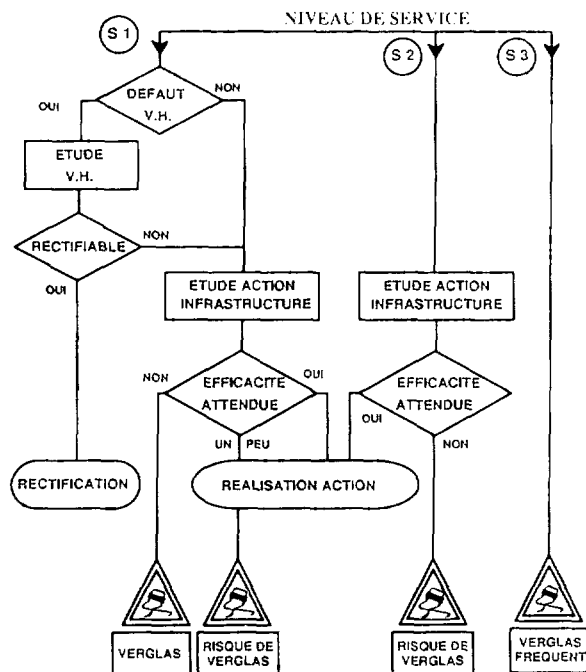 NIVEAU DE SERVICE
S 1
S 2
S 3
DEFAUT
V.H.
OUI
NON
ETUDE
V.H.
RECTIFIABLE
NON
OUI
ETUDE ACTION
INFRASTRUCTURE
ETUDE ACTION
INFRASTRUCTURE
NON
EFFICACITE
ATTENDUE
OUI
EFFICACITE
ATTENDUE
UN PEU
OUI
NON
RECTIFICATION
REALISATION ACTION
VERGLAS
RISQUE DE
VERGLAS
RISQUE DE
VERGLAS
VERGLAS
FREQUENT